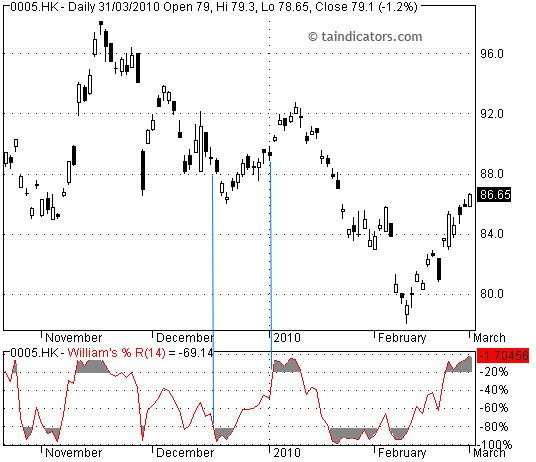 0005.HK - Daily 31/03/2010 Open 79, Hi 79.3, Lo 78.65, Close 79.1 (-1.2%)
© taindicators.com
96.0
92.0
88.0
86.65
84.0
80.0
November December 2010 February March
0005.HK - William's % R(14) = -69.14
-1.70456
-20%
-40%
-60%
-80%
-100%
November December 2010 February March